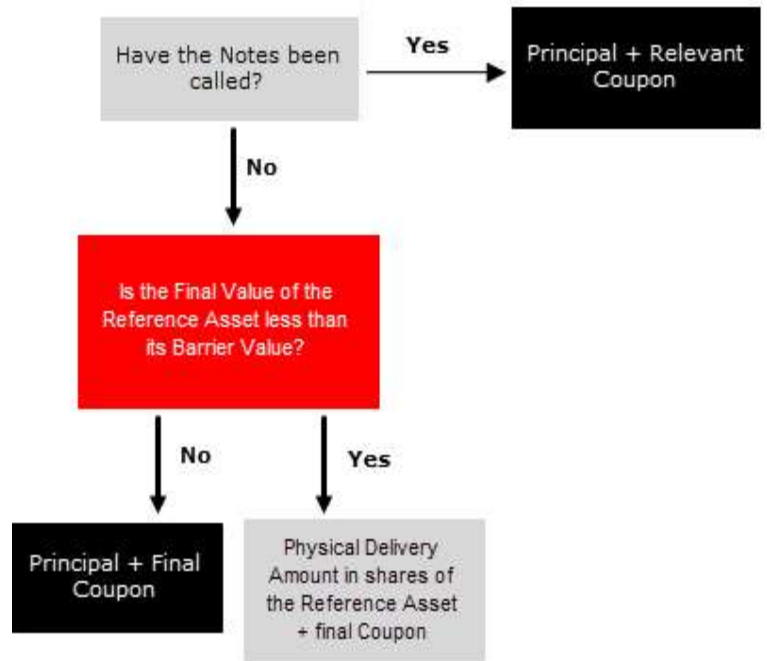 Have the Notes been
called?
Yes
Principal + Relevant
Coupon
No
Is the Final Value of the
Reference Asset less than
its Barrier Value?
No
Yes
Principal + Final
Coupon
Physical Delivery
Amount in shares of
the Reference Asset
+ final Coupon